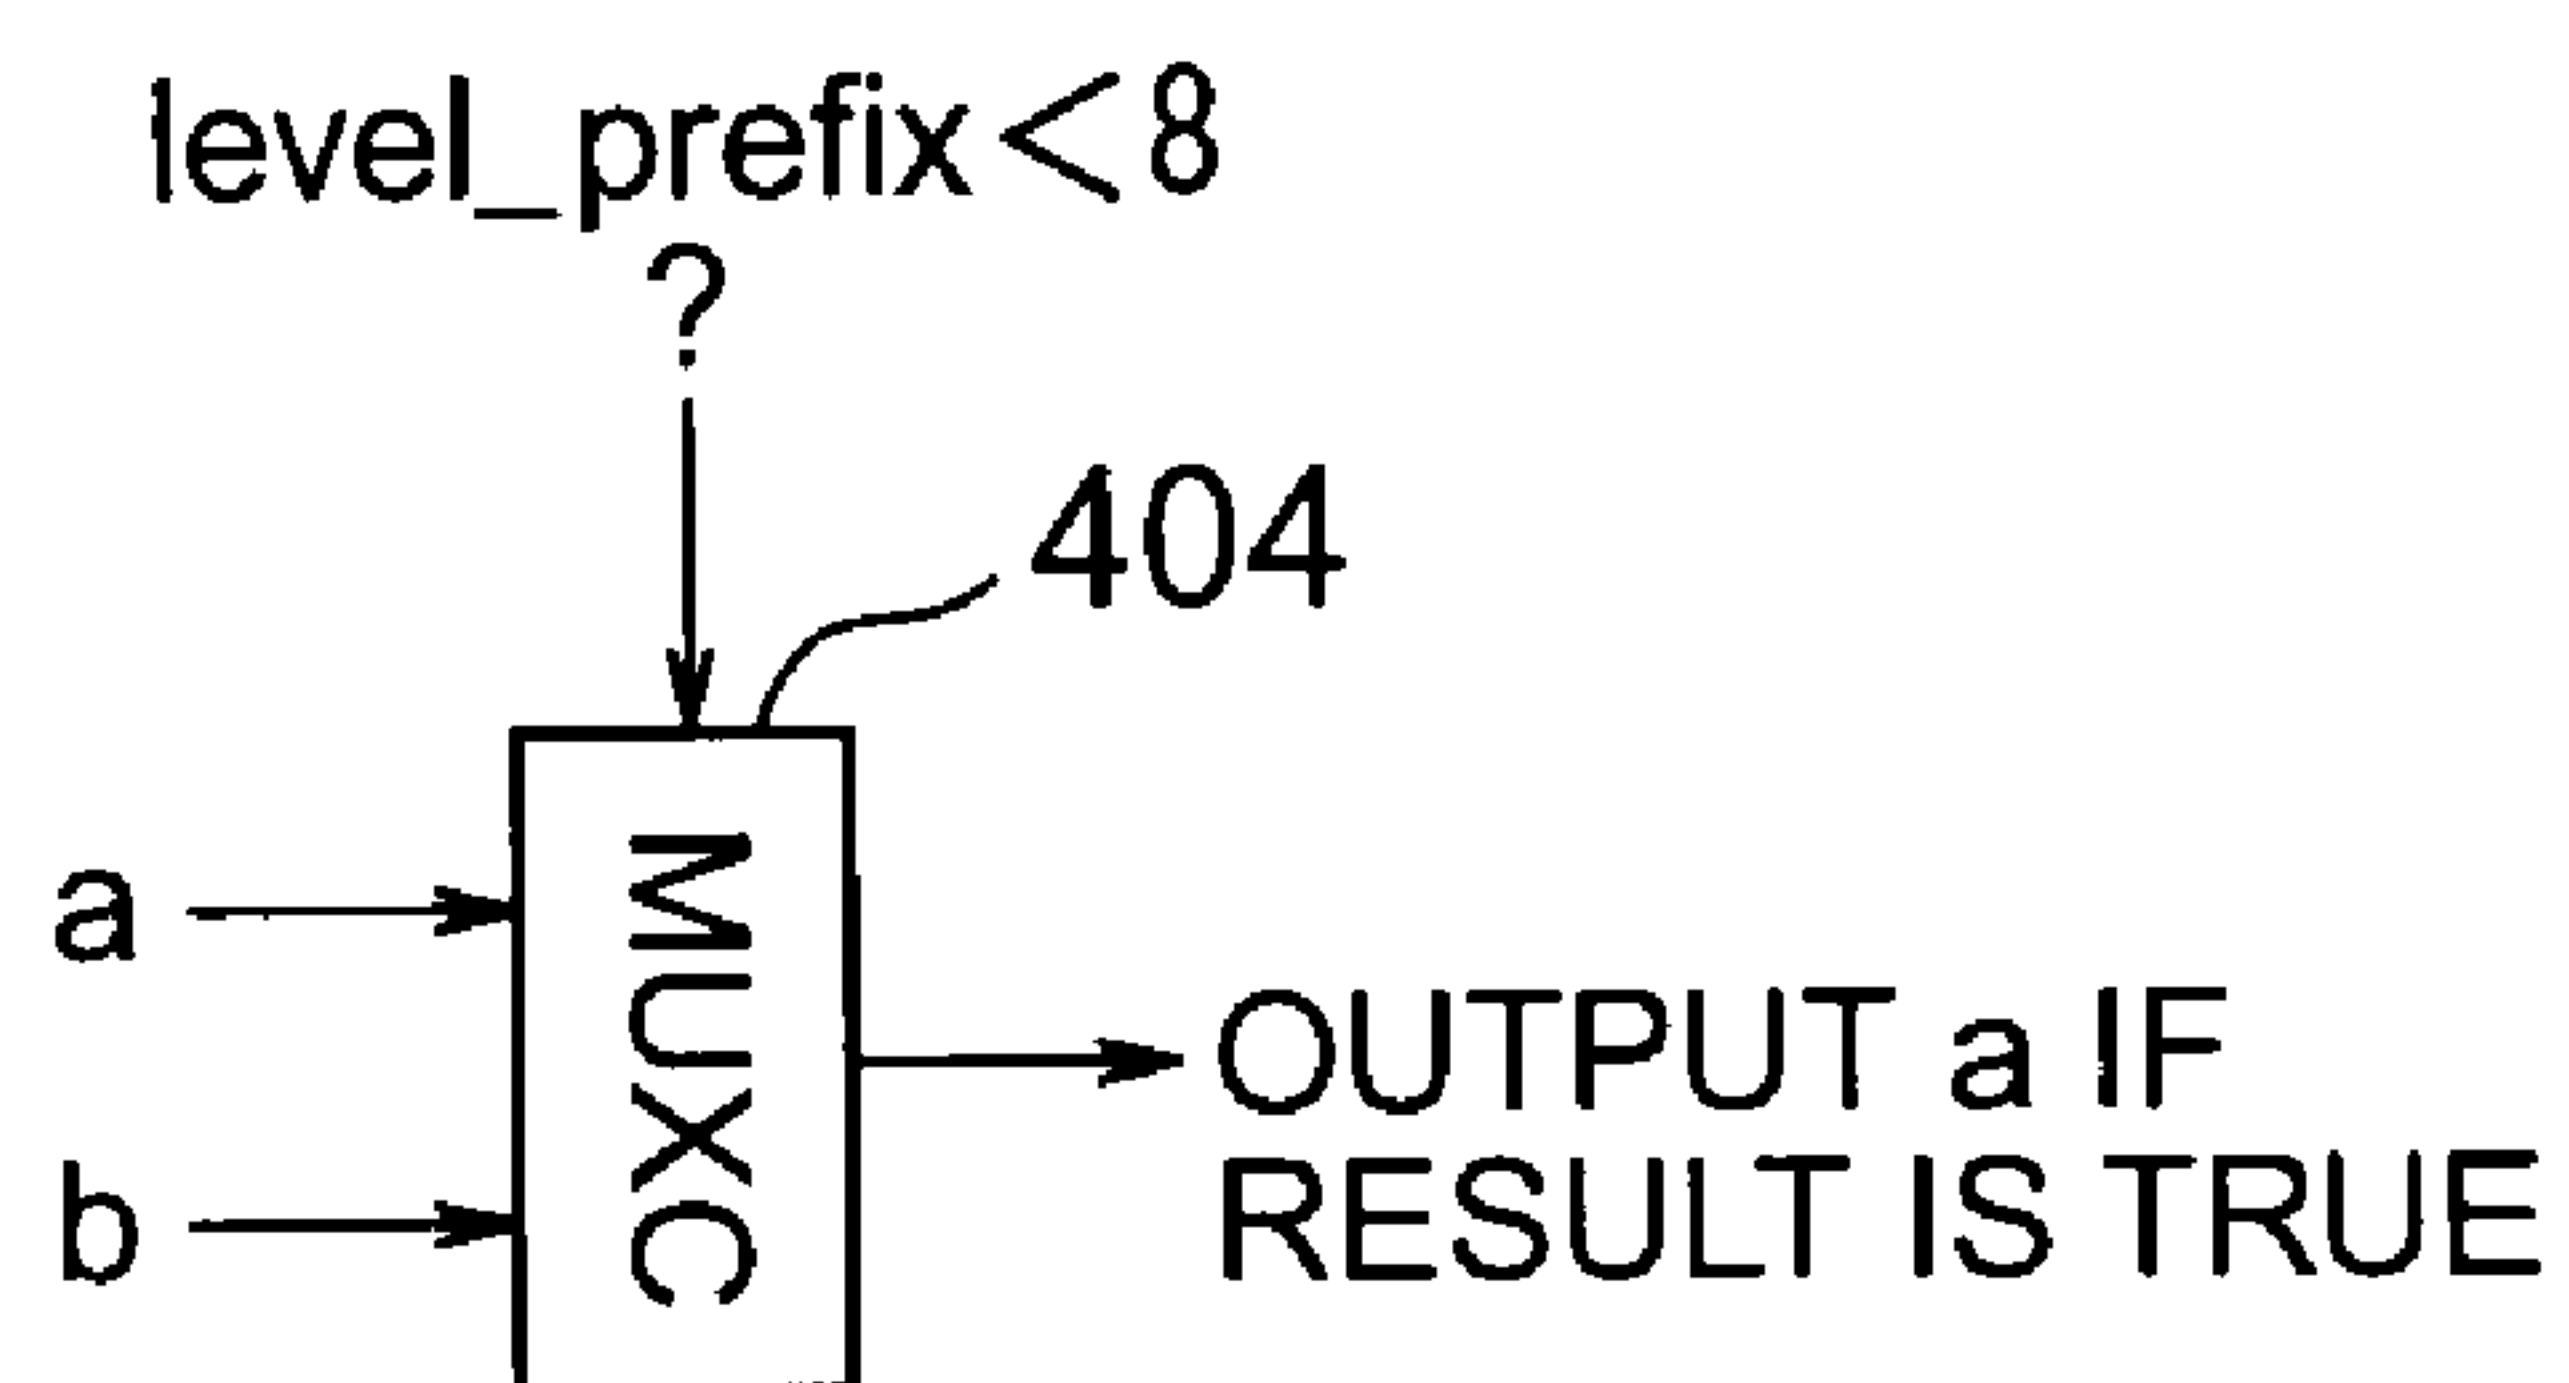 level_prefix<8
?
404
a
MUXC
b
OUTPUT a IF
RESULT IS TRUE